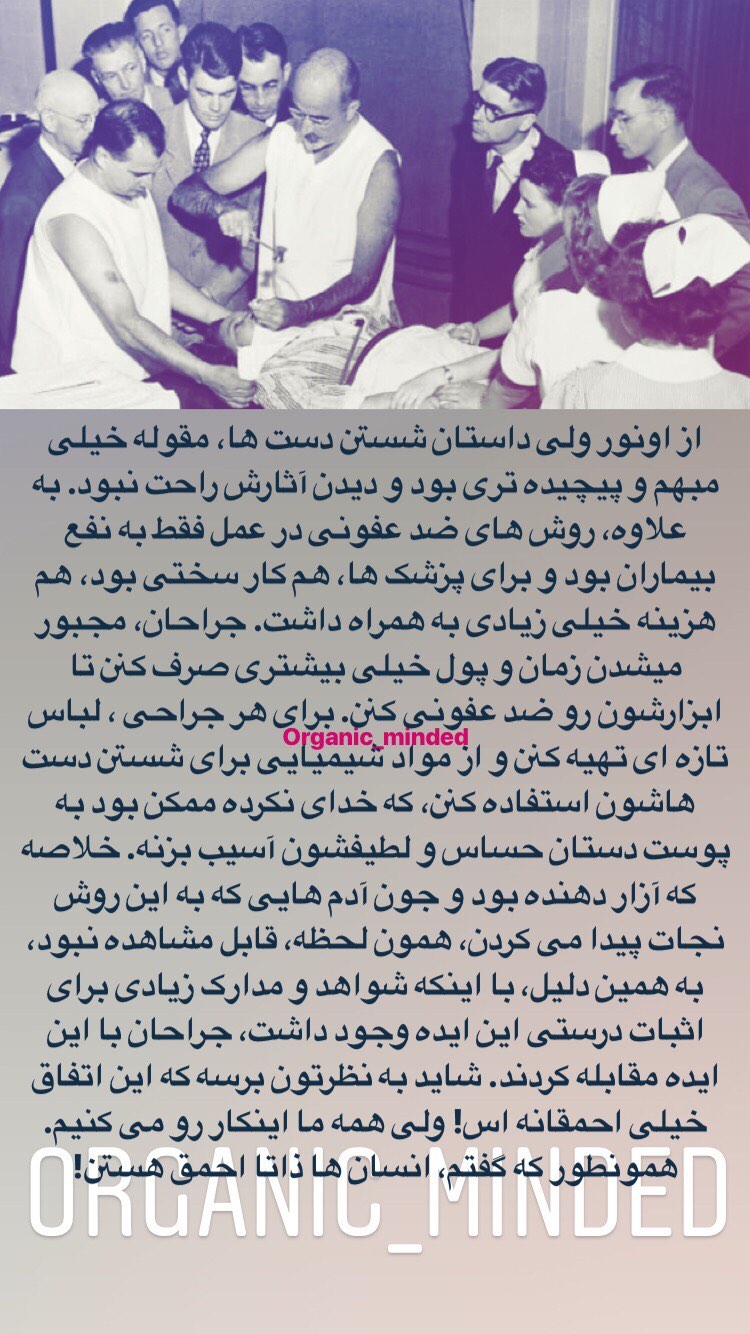 از اونور ولی داستان شستن دست ها، مقوله خیلی
مبهم و پیچیده تری بود و دیدن آثارش راحت نبود. به
علاوه، روش های ضد عفونی در عمل فقط به نفع
بیماران بود و برای پزشک ها، هم کار سختی بود، هم
هزینه خیلی زیادی به همراه داشت. جراحان، مجبور
میشدن زمان و پول خیلی بیشتری صرف کنن تا
ابزارشون رو ضد عفونی کنن. برای هر جراحی ، لباس
Organic_minded
تازه ای تهیه کنن و از مواد شیمیایی برای شستن دست
هاشون استفاده کنن، که خدای نکرده ممکن بود به
پوست دستان حساس و لطیفشون آسیب بزنه. خلاصه
که آزار دهنده بود و جون آدم هایی که به این روش
نجات پیدا می کردن، همون لحظه، قابل مشاهده نبود،
به همین دلیل، با اینکه شواهد و مدارک زیادی برای
اثبات درستی این ایده وجود داشت، جراحان با این
ایده مقابله کردند. شاید به نظرتون برسه که این اتفاق
خیلی احمقانه اس! ولی همه ما اینکار رو می کنیم.
همونطور که گفتم، انسان ها ذاتا احمق هستن!
ORGANIC_MINDED